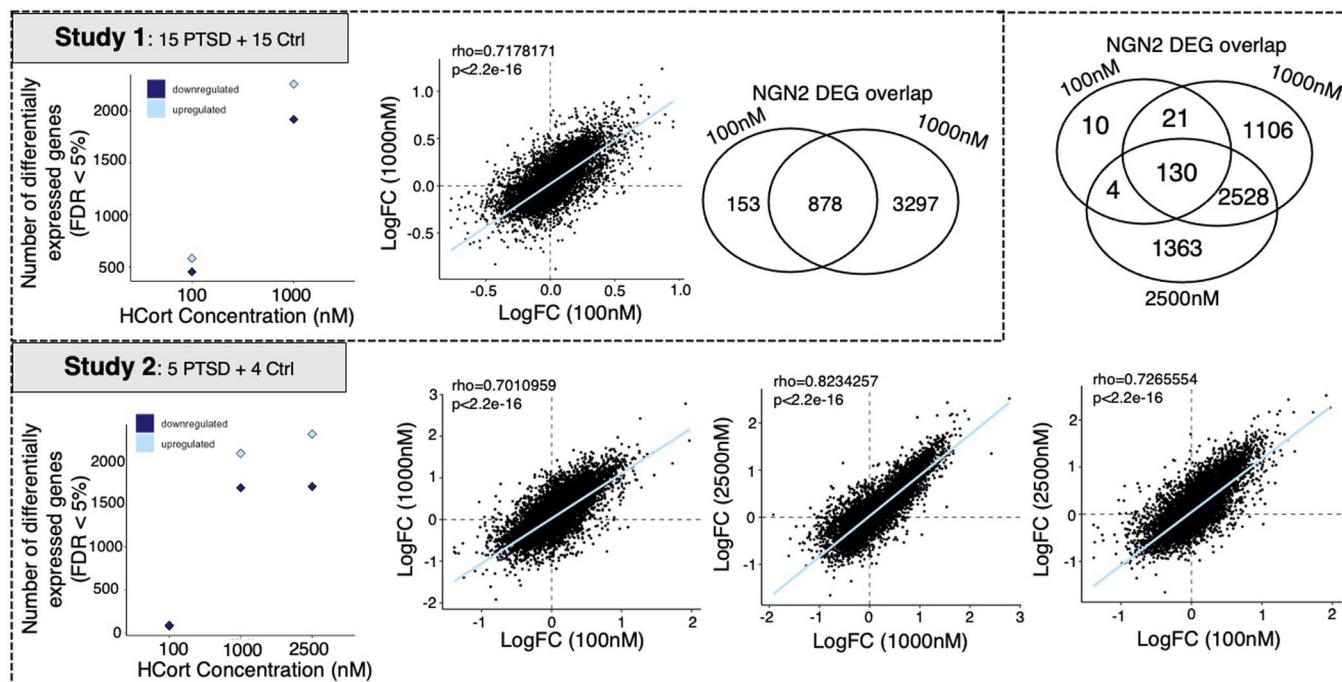 Study 1: 15 PTSD + 15 Ctrl
downregulated
upregulated
Number of differentially
expressed genes
(FDR < 5%)
2000
1500
1000
500
100
1000
HCort Concentration (nM)
rho=0.7178171
p<2.2e-16
LogFC (1000nM)
1.0
0.5
0.0
-0.5
-0.5
0.0
0.5
1.0
LogFC (100nM)
NGN2 DEG overlap
100nM
1000nM
153
878
3297
NGN2 DEG overlap
100nM
1000nM
10
21
1106
130
4
2528
1363
2500nM
Study 2: 5 PTSD + 4 Ctrl
downregulated
upregulated
Number of differentially
expressed genes
(FDR < 5%)
2000
1500
1000
500
0
100
1000
2500
HCort Concentration (nM)
rho=0.7010959
p<2.2e-16
LogFC (1000nM)
3
2
1
0
-1
-2
-1
0
1
2
LogFC (100nM)
rho=0.8234257
p<2.2e-16
LogFC (2500nM)
2
1
0
-1
-2
-1
0
1
2
3
LogFC (1000nM)
rho=0.7265554
p<2.2e-16
LogFC (2500nM)
2
1
0
-1
-1
0
1
2
LogFC (100nM)